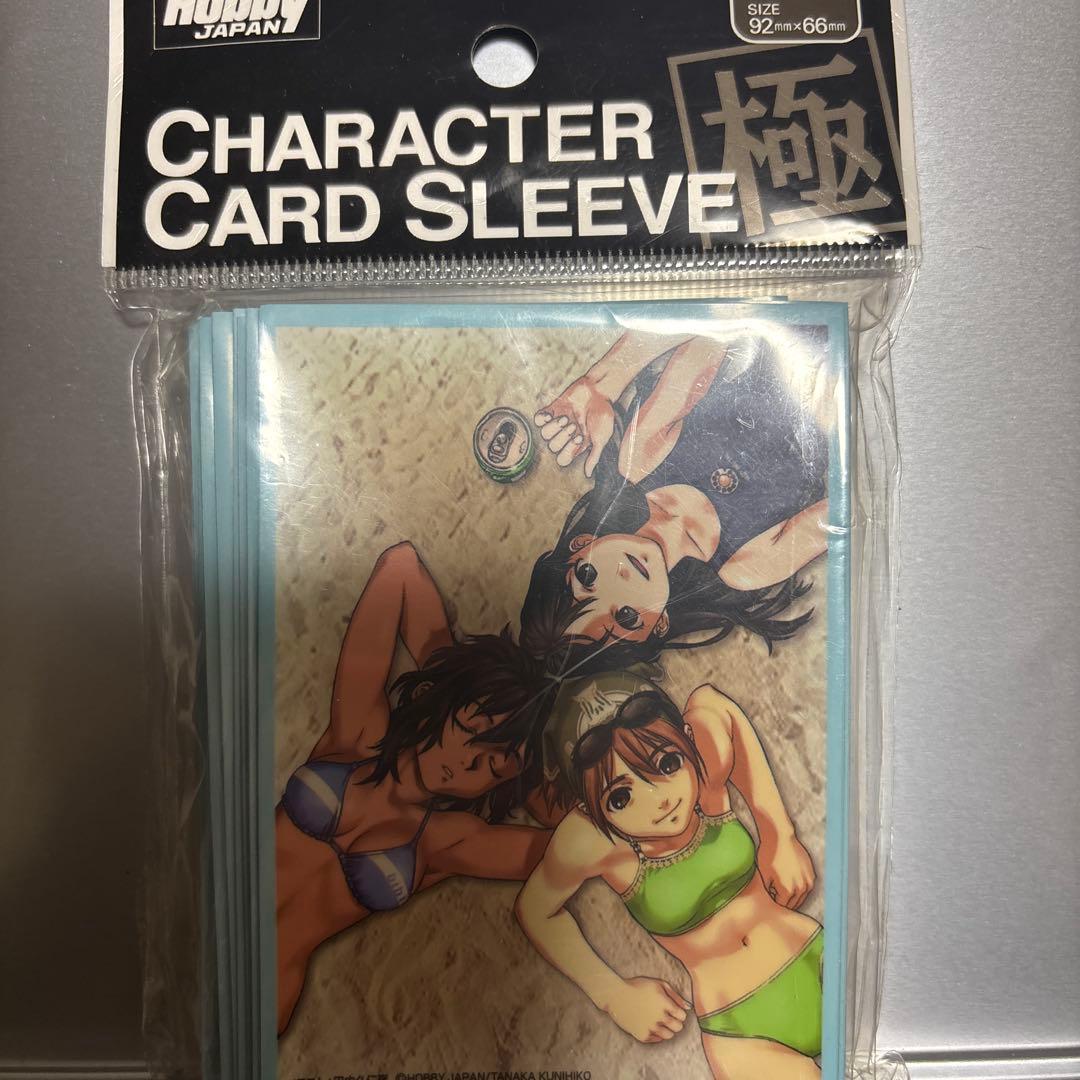 Hobby
JAPAN
SIZE
92mm×66mm
極
CHARACTER
CARD SLEEVE
©HOBBY JAPAN/TANAKA KUNIHIKO